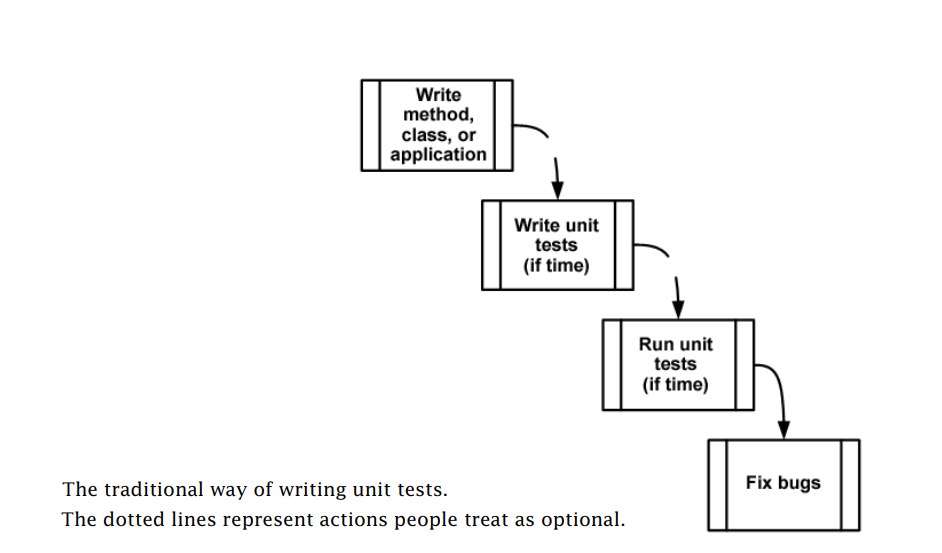 Write
method,
class, or
application
Write unit
tests
(if time)
Run unit
tests
(if time)
Fix bugs
The traditional way of writing unit tests.
The dotted lines represent actions people treat as optional.